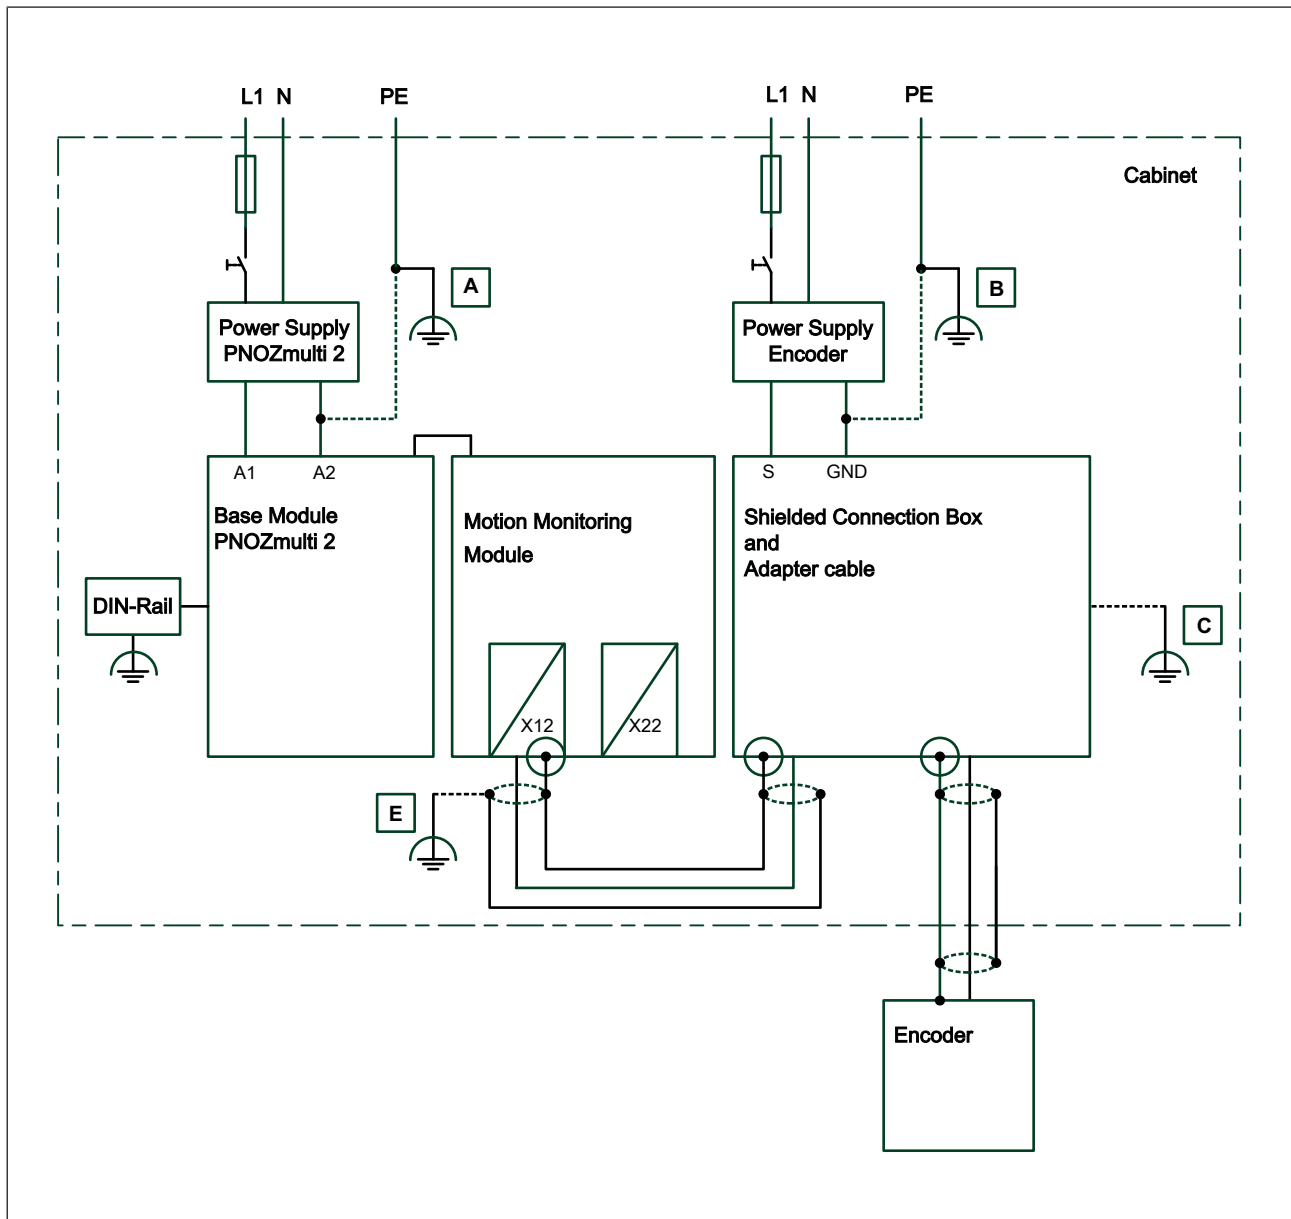 L1 N PE
L1 N PE
Cabinet
A
B
Power Supply
PNOZmulti 2
Power Supply
Encoder
A1 A2
S GND
Base Module
PNOZmulti 2
Motion Monitoring
Module
Shielded Connection Box
and
Adapter cable
DIN-Rail
C
X12
X22
E
Encoder